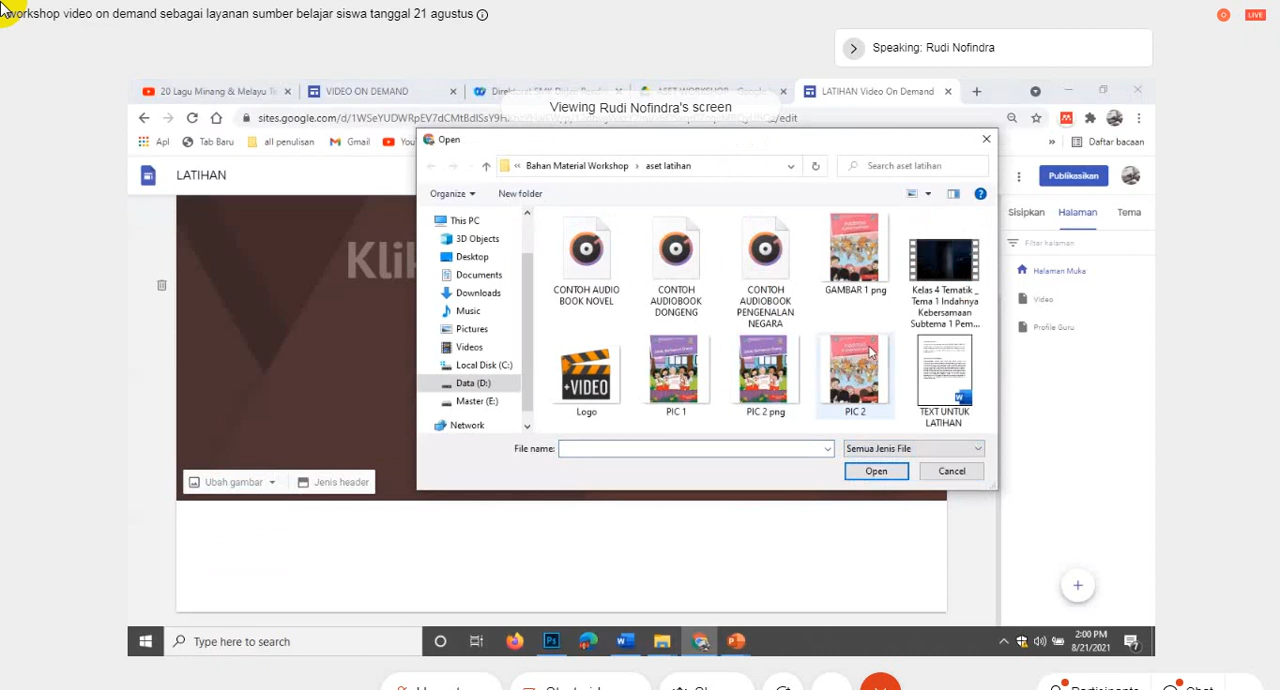 workshop video on demand sebagai layanan sumber belajar siswa tanggal 21 agustus
LIVE
Speaking: Rudi Nofindra
20 Lagu Minang & Melayu
VIDEO ON DEMAND
LATIHAN Video On Demand
Viewing Rudi Nofindra's screen
Apl
Tab Baru
all penulisan
Gmail
Daftar bacaan
LATIHAN
Publikasikan
Sisipkan
Halaman
Tema
Filter halaman
Halaman Muka
Video
Profile Guru
Klik
Ubah gambar
Jenis header
Open
Bahan Material Workshop
aset latihan
Search aset latihan
Organize
New folder
This PC
3D Objects
Desktop
Documents
Downloads
Music
Pictures
Videos
Local Disk (C:)
Data (D:)
Master (E:)
Network
CONTOH AUDIO
BOOK NOVEL
CONTOH
AUDIOBOOK
DONGENG
CONTOH
AUDIOBOOK
PENGENALAN
NEGARA
GAMBAR 1 png
Kelas 4 Tematik _
Tema 1 Indahnya
Kebersamaan
Subtema 1 Pem...
+VIDEO
Logo
PIC 1
PIC 2 png
PIC 2
TEXT UNTUK
LATIHAN
File name:
Semua Jenis File
Open
Cancel
Type here to search
2:00 PM
8/21/2021